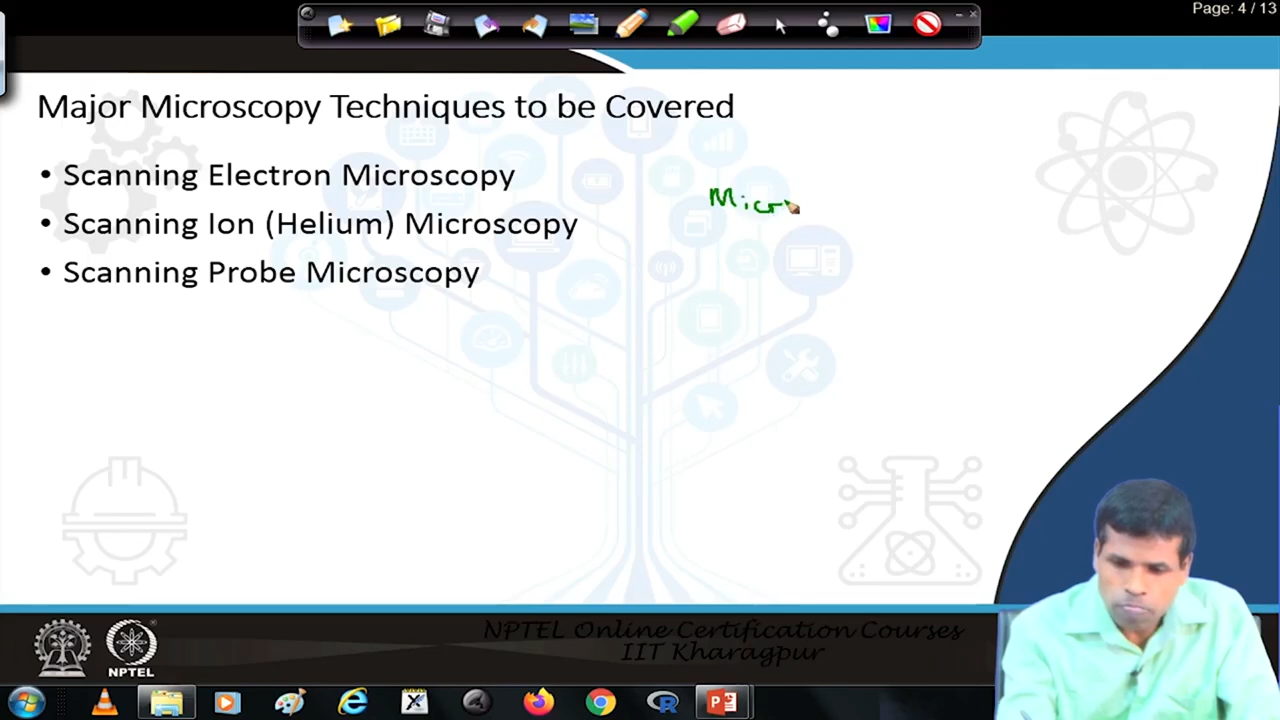 Page: 4 / 13
Major Microscopy Techniques to be Covered
• Scanning Electron Microscopy
Micr
• Scanning Ion (Helium) Microscopy
• Scanning Probe Microscopy
NPTEL Online Certification Courses
IIT Kharagpur
NPTEL